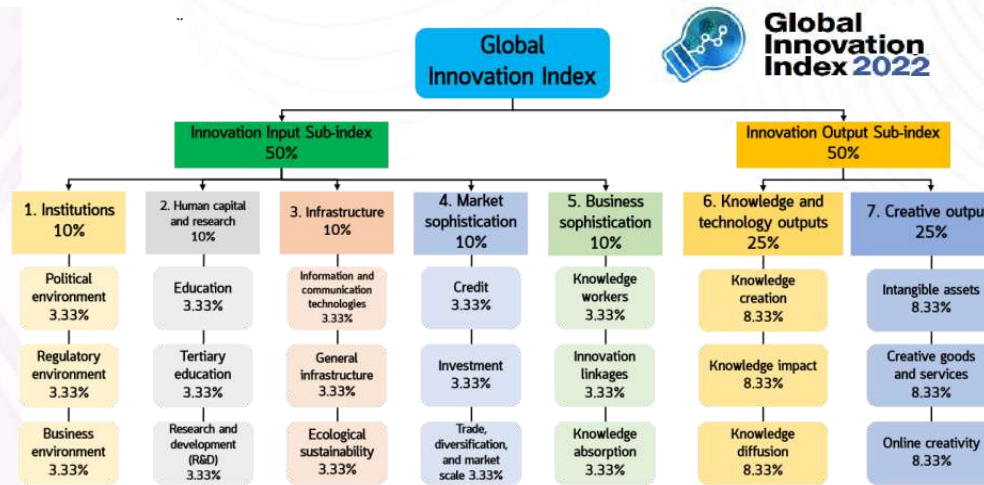 Global
Innovation Index
Global
Innovation
Index 2022
Innovation Input Sub-index
50%
Innovation Output Sub-index
50%
1. Institutions
10%
2. Human capital
and research
10%
3. Infrastructure
10%
4. Market
sophistication
10%
5. Business
sophistication
10%
6. Knowledge and
technology outputs
25%
7. Creative outpu
25%
Political
environment
3.33%
Education
3.33%
Information and
communication
technologies
3.33%
Credit
3.33%
Knowledge
workers
3.33%
Knowledge
creation
8.33%
Intangible assets
8.33%
Regulatory
environment
3.33%
Tertiary
education
3.33%
General
infrastructure
3.33%
Investment
3.33%
Innovation
linkages
3.33%
Knowledge impact
8.33%
Creative goods
and services
8.33%
Business
environment
3.33%
Research and
development
(R&D)
3.33%
Ecological
sustainability
3.33%
Trade,
diversification,
and market
scale 3.33%
Knowledge
absorption
3.33%
Knowledge
diffusion
8.33%
Online creativity
8.33%